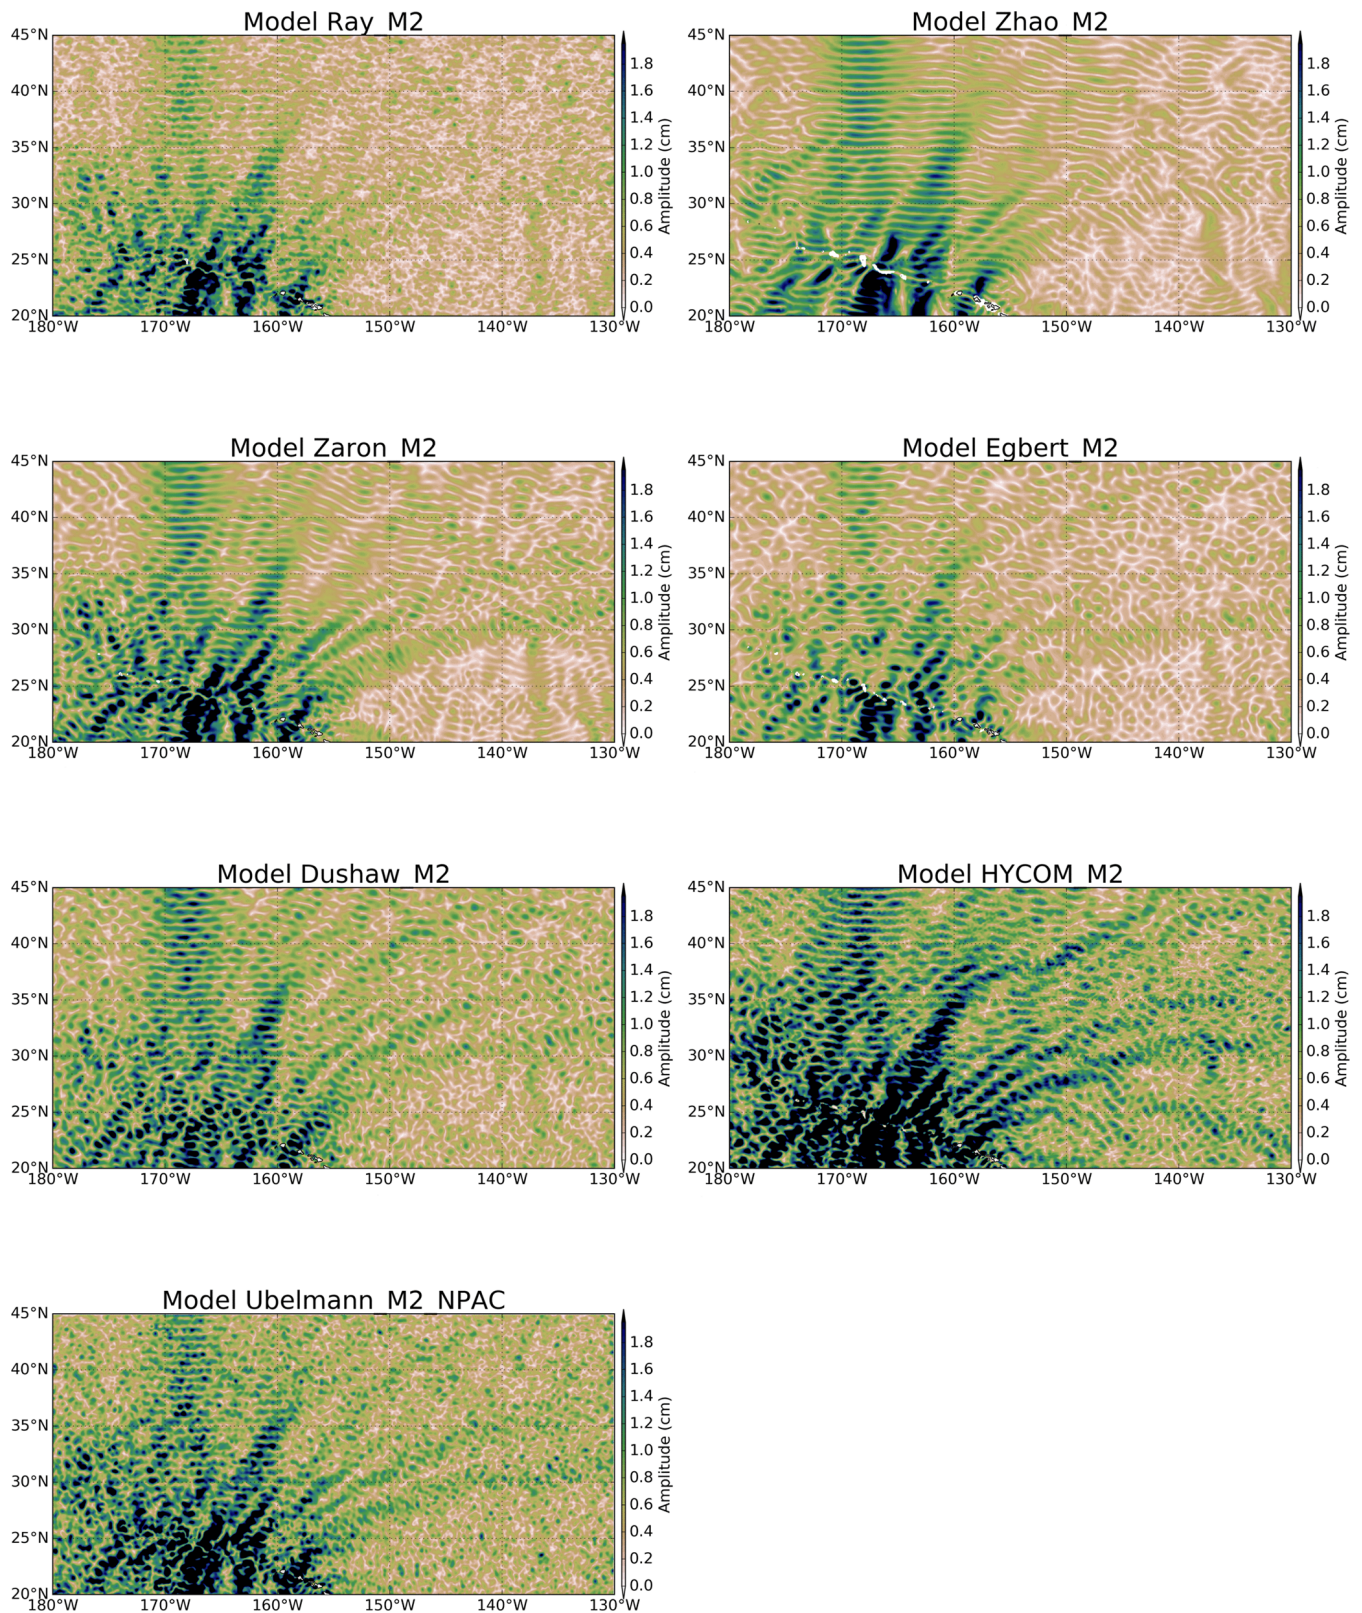 Model Ray_M2
45°N
40°N
35°N
30°N
25°N
20°N
180°W 170°W 160°W 150°W 140°W 130°W
1.8
1.6
1.4
1.2
1.0
0.8
0.6
0.4
0.2
0.0
Amplitude (cm)
Model Zhao_M2
45°N
40°N
35°N
30°N
25°N
20°N
180°W 170°W 160°W 150°W 140°W 130°W
1.8
1.6
1.4
1.2
1.0
0.8
0.6
0.4
0.2
0.0
Amplitude (cm)
Model Zaron_M2
45°N
40°N
35°N
30°N
25°N
20°N
180°W 170°W 160°W 150°W 140°W 130°W
1.8
1.6
1.4
1.2
1.0
0.8
0.6
0.4
0.2
0.0
Amplitude (cm)
Model Egbert_M2
45°N
40°N
35°N
30°N
25°N
20°N
180°W 170°W 160°W 150°W 140°W 130°W
1.8
1.6
1.4
1.2
1.0
0.8
0.6
0.4
0.2
0.0
Amplitude (cm)
Model Dushaw_M2
45°N
40°N
35°N
30°N
25°N
20°N
180°W 170°W 160°W 150°W 140°W 130°W
1.8
1.6
1.4
1.2
1.0
0.8
0.6
0.4
0.2
0.0
Amplitude (cm)
Model HYCOM_M2
45°N
40°N
35°N
30°N
25°N
20°N
180°W 170°W 160°W 150°W 140°W 130°W
1.8
1.6
1.4
1.2
1.0
0.8
0.6
0.4
0.2
0.0
Amplitude (cm)
Model Ubelmann_M2_NPAC
45°N
40°N
35°N
30°N
25°N
20°N
180°W 170°W 160°W 150°W 140°W 130°W
1.8
1.6
1.4
1.2
1.0
0.8
0.6
0.4
0.2
0.0
Amplitude (cm)